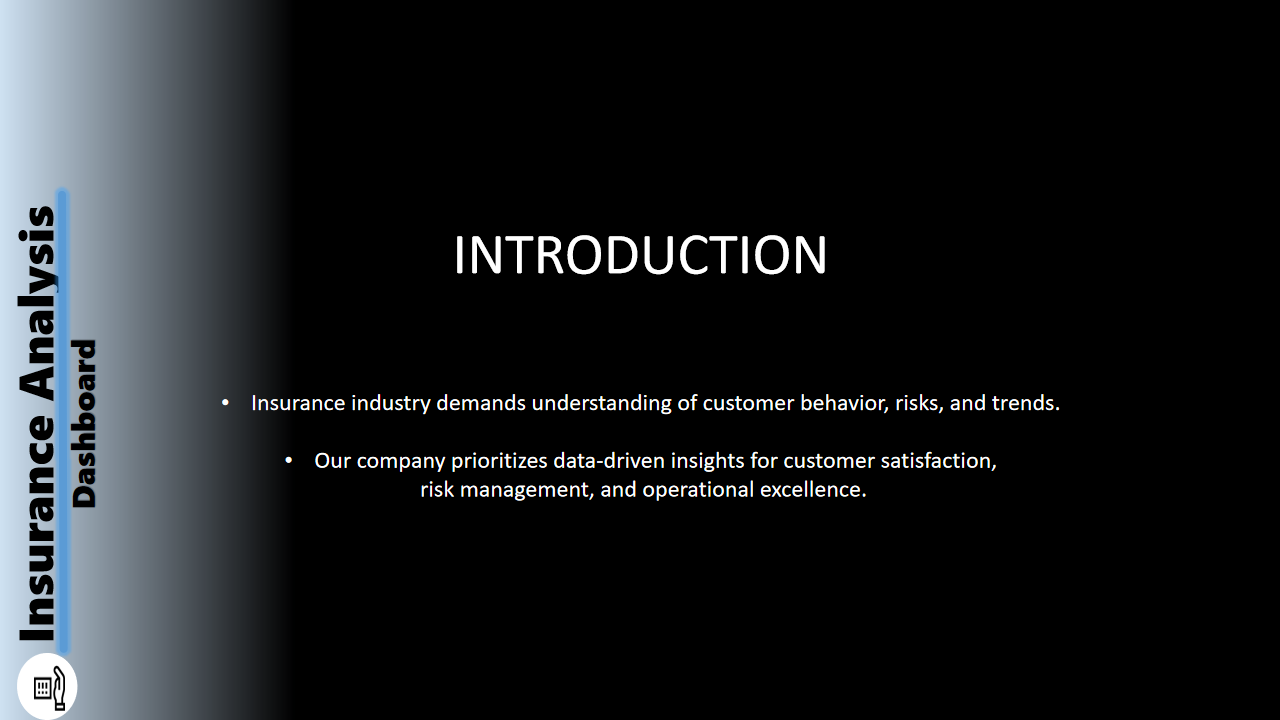 Insurance Analysis
Dashboard
INTRODUCTION
• Insurance industry demands understanding of customer behavior, risks, and trends.
• Our company prioritizes data-driven insights for customer satisfaction,
risk management, and operational excellence.